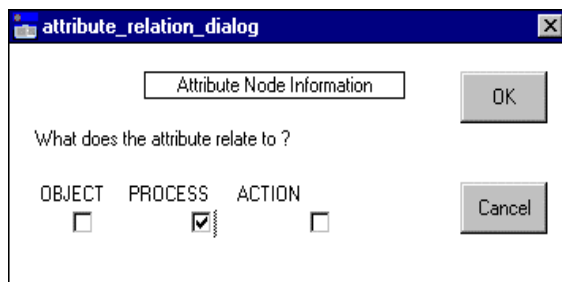 attribute_relation_dialog
Attribute Node Information
OK
What does the attribute relate to ?
OBJECT PROCESS ACTION
Cancel